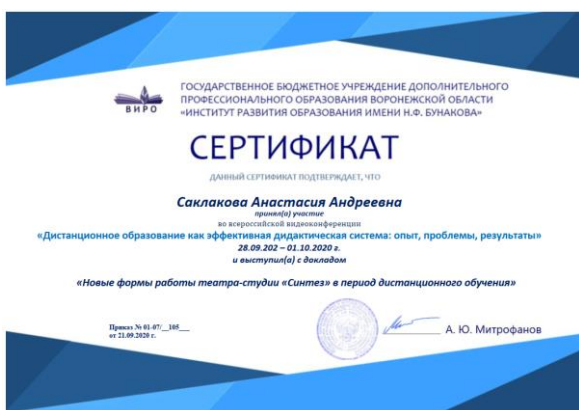 ГОСУДАРСТВЕННОЕ БЮДЖЕТНОЕ УЧРЕЖДЕНИЕ ДОПОЛНИТЕЛЬНОГО
ПРОФЕССИОНАЛЬНОГО ОБРАЗОВАНИЯ ВОРОНЕЖСКОЙ ОБЛАСТИ
«ИНСТИТУТ РАЗВИТИЯ ОБРАЗОВАНИЯ ИМЕНИ Н.Ф. БУНАКОВА»
ВИРО
СЕРТИФИКАТ
ДАННЫЙ СЕРТИФИКАТ ПОДТВЕРЖДАЕТ, ЧТО
Саклакова Анастасия Андреевна
принял(а) участие
во всероссийской видеоконференции
«Дистанционное образование как эффективная дидактическая система: опыт, проблемы, результаты»
28.09.202 – 01.10.2020 г.
и выступил(а) с докладом
«Новые формы работы театра-студии «Синтез» в период дистанционного обучения»
Приказ № 01-07/__105___
от 21.09.2020 г.
А. Ю. Митрофанов